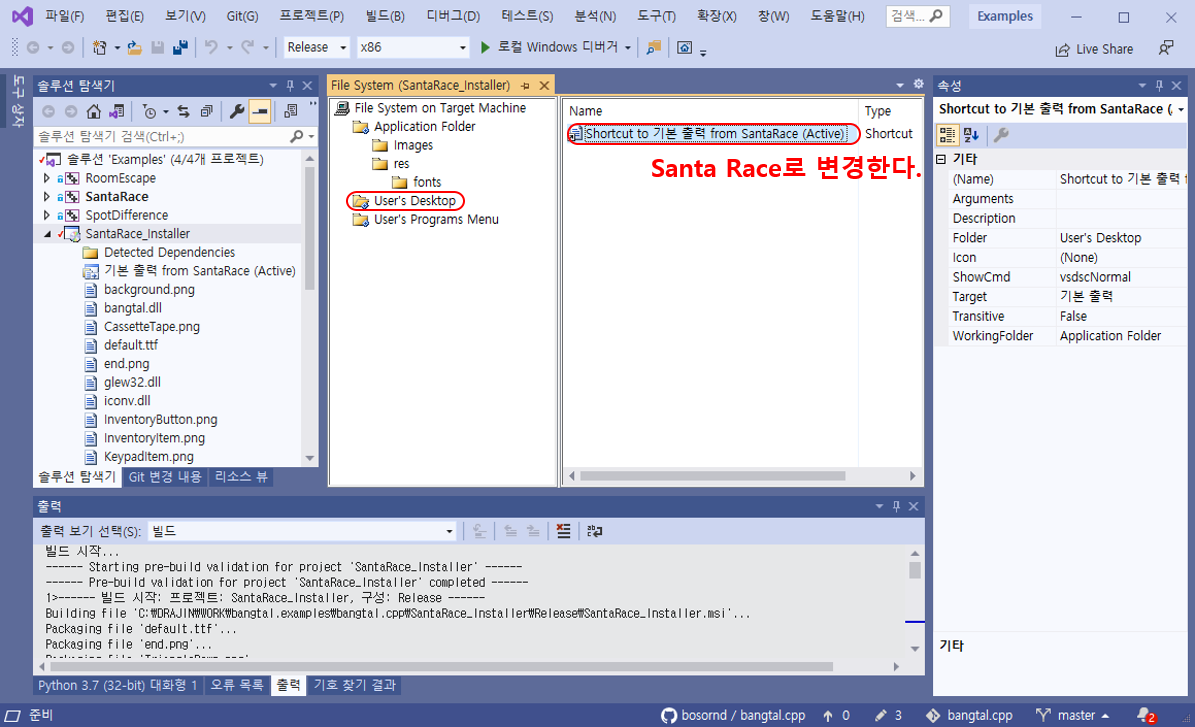 파일(F) 편집(E) 보기(V) Git(G) 프로젝트(P) 빌드(B) 디버그(D) 테스트(S) 분석(N) 도구(T) 확장(X) 창(W) 도움말(H) 검색... Examples
Release x86 로컬 Windows 디버거 Live Share
도구 상자
솔루션 탐색기
솔루션 탐색기 검색(Ctrl+;)
솔루션 'Examples' (4/4개 프로젝트)
RoomEscape
SantaRace
SpotDifference
SantaRace_Installer
Detected Dependencies
기본 출력 from SantaRace (Active)
background.png
bangtal.dll
CassetteTape.png
default.ttf
end.png
glew32.dll
iconv.dll
InventoryButton.png
InventoryItem.png
KeypadItem.png
솔루션 탐색기 Git 변경 내용 리소스 뷰
File System (SantaRace_Installer)
File System on Target Machine
Application Folder
Images
res
fonts
User's Desktop
User's Programs Menu
Name Type
Shortcut to 기본 출력 from SantaRace (Active) Shortcut
Santa Race로 변경한다.
속성
Shortcut to 기본 출력 from SantaRace (
기타
(Name) Shortcut to 기본 출력 f
Arguments
Description
Folder User's Desktop
Icon (None)
ShowCmd vsdscNormal
Target 기본 출력
Transitive False
WorkingFolder Application Folder
기타
출력
출력 보기 선택(S): 빌드
빌드 시작...
------ Starting pre-build validation for project 'SantaRace_Installer' ------
------ Pre-build validation for project 'SantaRace_Installer' completed ------
1>------ 빌드 시작: 프로젝트: SantaRace_Installer, 구성: Release ------
Building file 'C:₩DRAJIN₩WORK₩bangtal.examples₩bangtal.cpp₩SantaRace_Installer₩Release₩SantaRace_Installer.msi'...
Packaging file 'default.ttf'...
Packaging file 'end.png'...
Python 3.7 (32-bit) 대화형 1 오류 목록 출력 기호 찾기 결과
준비 bosornd / bangtal.cpp 0 3 bangtal.cpp master 2